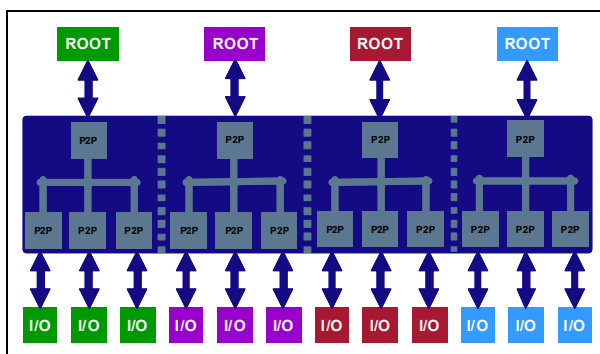 ROOT ROOT ROOT ROOT
P2P P2P P2P P2P
P2P P2P P2P P2P P2P P2P P2P P2P P2P P2P P2P P2P
I/O I/O I/O I/O I/O I/O I/O I/O I/O I/O I/O I/O